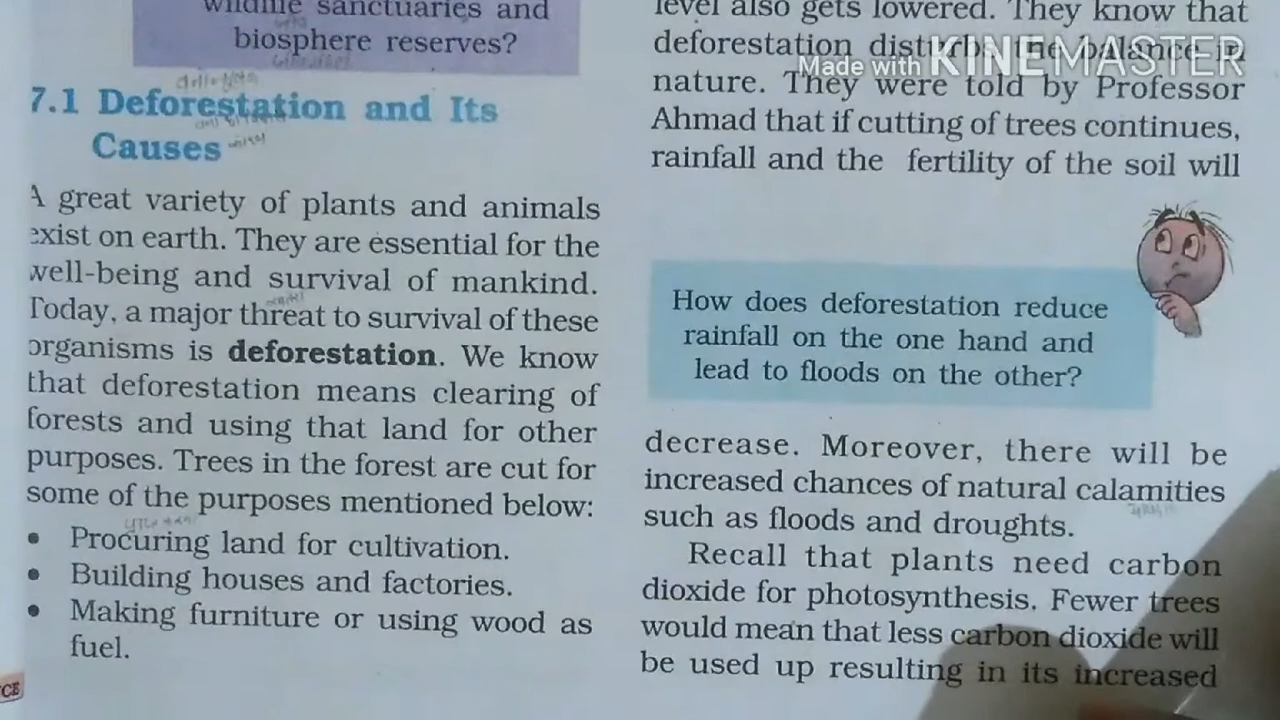 wildlife sanctuaries and
biosphere reserves?
7.1 Deforestation and Its
Causes
A great variety of plants and animals
exist on earth. They are essential for the
well-being and survival of mankind.
Today, a major threat to survival of these
organisms is deforestation. We know
that deforestation means clearing of
forests and using that land for other
purposes. Trees in the forest are cut for
some of the purposes mentioned below:
• Procuring land for cultivation.
• Building houses and factories.
• Making furniture or using wood as
fuel.
CE
level also gets lowered. They know that
deforestation disturbs the balance in
Made with KINEMASTER
nature. They were told by Professor
Ahmad that if cutting of trees continues,
rainfall and the fertility of the soil will
How does deforestation reduce
rainfall on the one hand and
lead to floods on the other?
decrease. Moreover, there will be
increased chances of natural calamities
such as floods and droughts.
Recall that plants need carbon
dioxide for photosynthesis. Fewer trees
would mean that less carbon dioxide will
be used up resulting in its increased